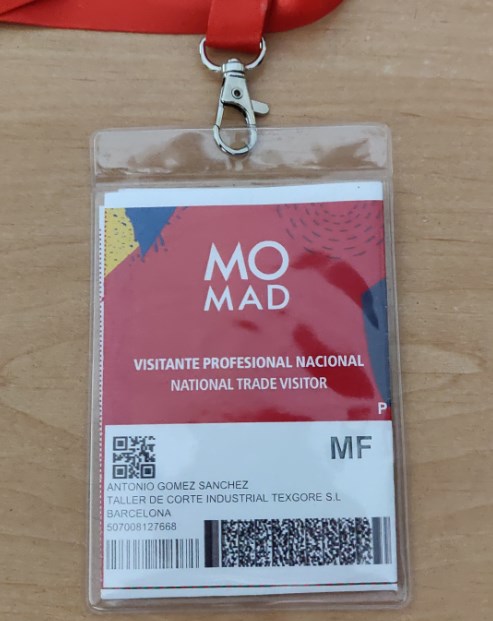 MO
MAD
VISITANTE PROFESIONAL NACIONAL
NATIONAL TRADE VISITOR
P
MF
ANTONIO GOMEZ SANCHEZ
TALLER DE CORTE INDUSTRIAL TEXGORE S.L
BARCELONA
507008127668